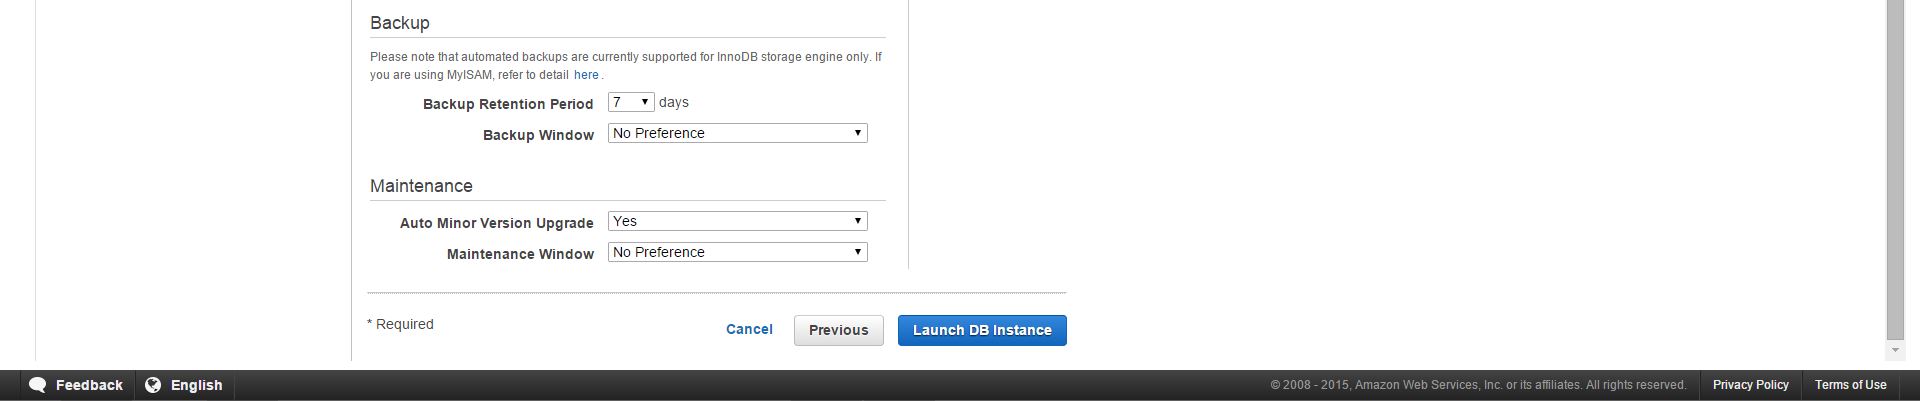 Backup
Please note that automated backups are currently supported for InnoDB storage engine only. If
you are using MyISAM, refer to detail here .
Backup Retention Period 7 days
Backup Window No Preference
Maintenance
Auto Minor Version Upgrade Yes
Maintenance Window No Preference
* Required Cancel Previous Launch DB Instance
Feedback English © 2008 - 2015, Amazon Web Services, Inc. or its affiliates. All rights reserved. Privacy Policy Terms of Use